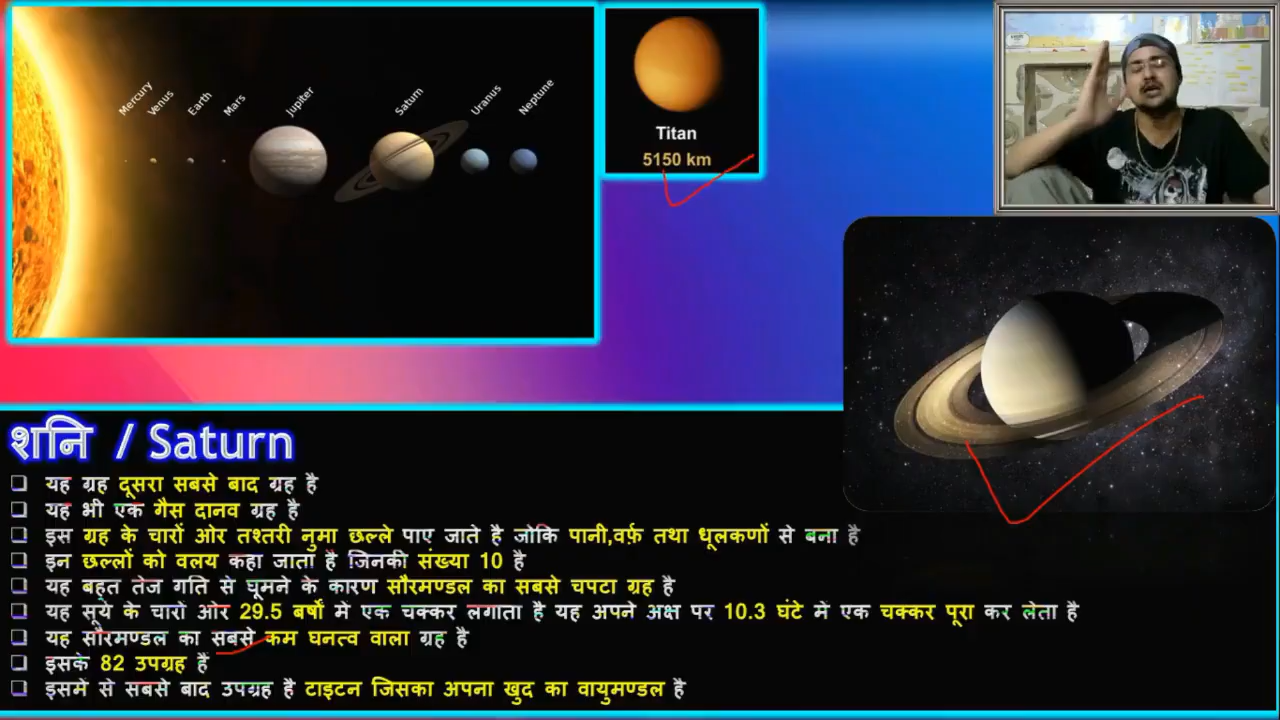 Mercury
Venus
Earth
Mars
Jupiter
Saturn
Uranus
Neptune
Titan
5150 km
शनि / Saturn
❑ यह ग्रह दूसरा सबसे बाद ग्रह है
❑ यह भी एक गैस दानव ग्रह है
❑ इस ग्रह के चारों ओर तश्तरी नुमा छल्ले पाए जाते है जोकि पानी,वर्फ़ तथा धूलकणों से बना है
❑ इन छल्लों को वलय कहा जाता है जिनकी संख्या 10 है
❑ यह बहुत तेज गति से घूमने के कारण सौरमण्डल का सबसे चपटा ग्रह है
❑ यह सूर्य के चारों ओर 29.5 बर्षो में एक चक्कर लगाता है यह अपने अक्ष पर 10.3 घंटे में एक चक्कर पूरा कर लेता है
❑ यह सौरमण्डल का सबसे कम घनत्व वाला ग्रह है
❑ इसके 82 उपग्रह है
❑ इसमें से सबसे बाद उपग्रह है टाइटन जिसका अपना खुद का वायुमण्डल है